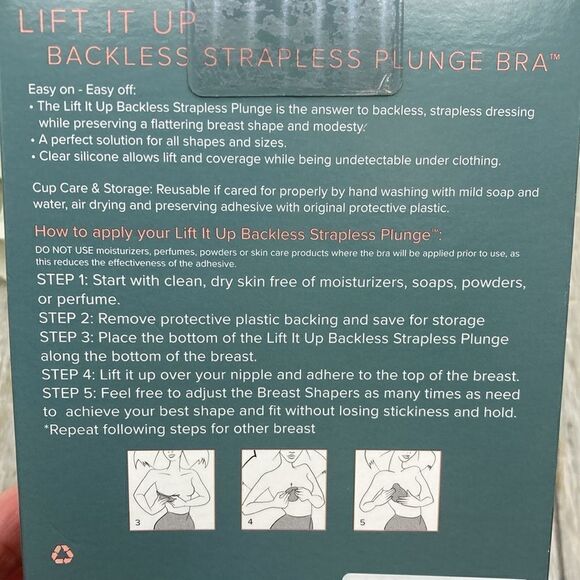 LIFT IT UP
BACKLESS STRAPLESS PLUNGE BRA™
Easy on - Easy off:
• The Lift It Up Backless Strapless Plunge is the answer to backless, strapless dressing
while preserving a flattering breast shape and modesty.
• A perfect solution for all shapes and sizes.
• Clear silicone allows lift and coverage while being undetectable under clothing.
Cup Care & Storage: Reusable if cared for properly by hand washing with mild soap and
water, air drying and preserving adhesive with original protective plastic.
How to apply your Lift It Up Backless Strapless Plunge™:
DO NOT USE moisturizers, perfumes, powders or skin care products where the bra will be applied prior to use, as
this reduces the effectiveness of the adhesive.
STEP 1: Start with clean, dry skin free of moisturizers, soaps, powders,
or perfume.
STEP 2: Remove protective plastic backing and save for storage
STEP 3: Place the bottom of the Lift It Up Backless Strapless Plunge
along the bottom of the breast.
STEP 4: Lift it up over your nipple and adhere to the top of the breast.
STEP 5: Feel free to adjust the Breast Shapers as many times as need
to achieve your best shape and fit without losing stickiness and hold.
*Repeat following steps for other breast
3 4 5